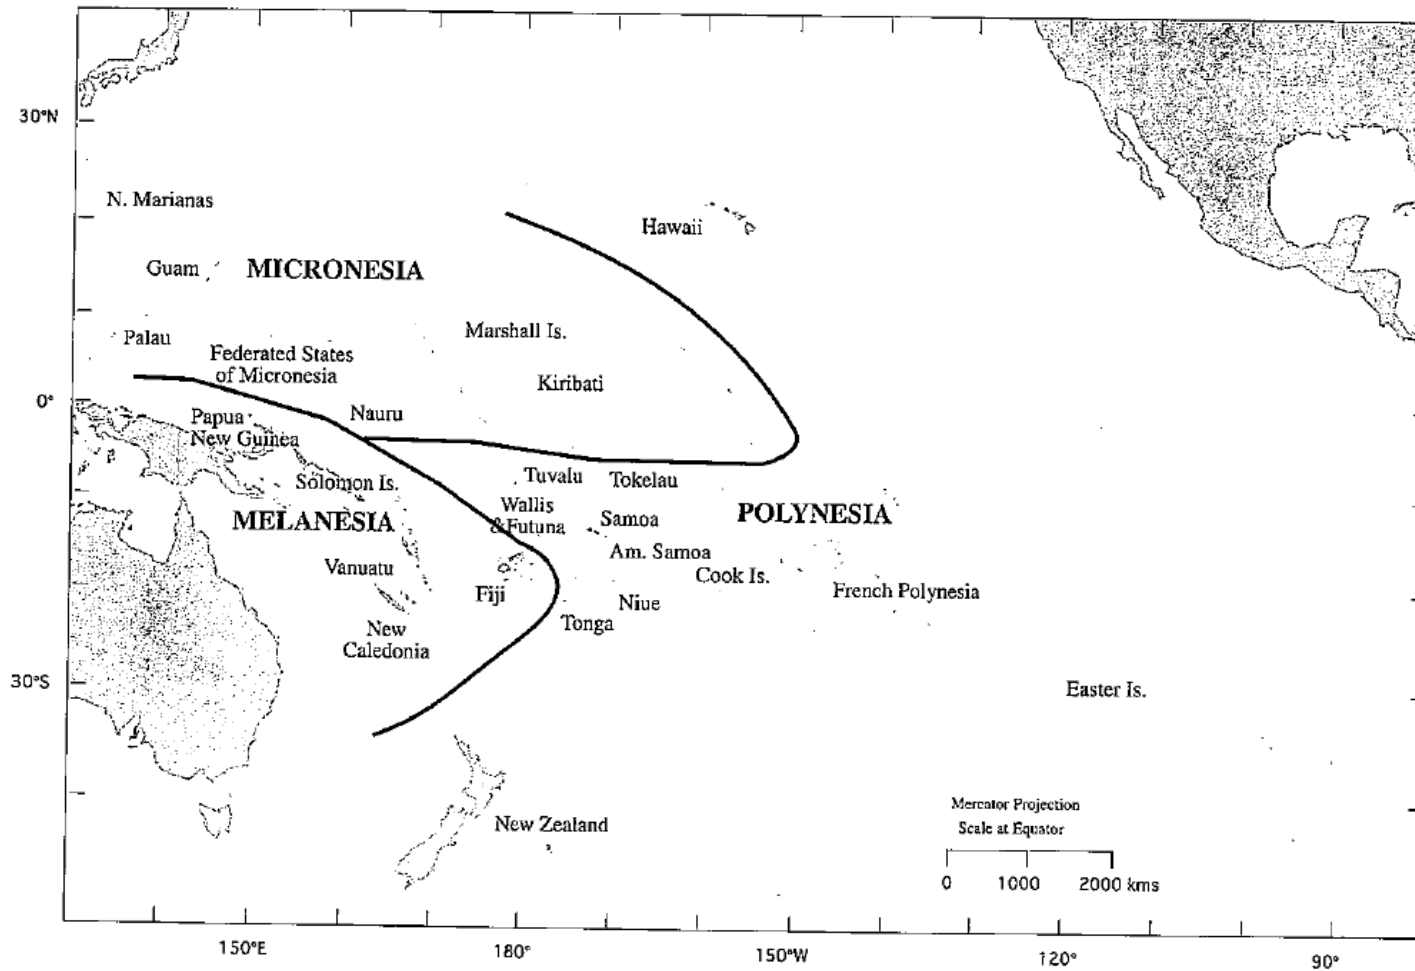 30°N
N. Marianas
Hawaii
Guam
MICRONESIA
Marshall Is.
Palau
Federated States
of Micronesia
Kiribati
0°
Nauru
Papua
New Guinea
Tuvalu
Tokelau
Solomon Is.
Wallis
&Futuna
Samoa
POLYNESIA
MELANESIA
Am. Samoa
Vanuatu
Cook Is.
Fiji
French Polynesia
Niue
Tonga
New
Caledonia
30°S
Easter Is.
New Zealand
Mercator Projection
Scale at Equator
0 1000 2000 kms
150°E 180° 150°W 120° 90°